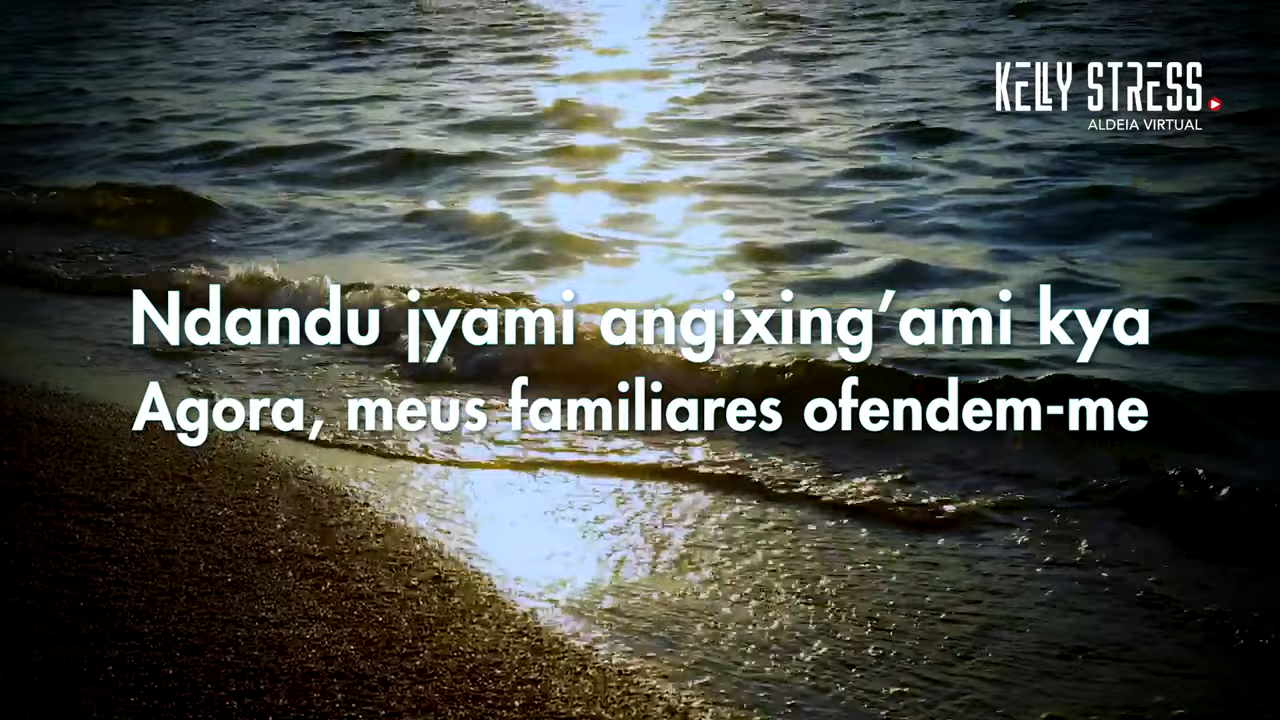 KELLY STRESS
ALDEIA VIRTUAL
Ndandu jyami angixing’ami kya
Agora, meus familiares ofendem-me